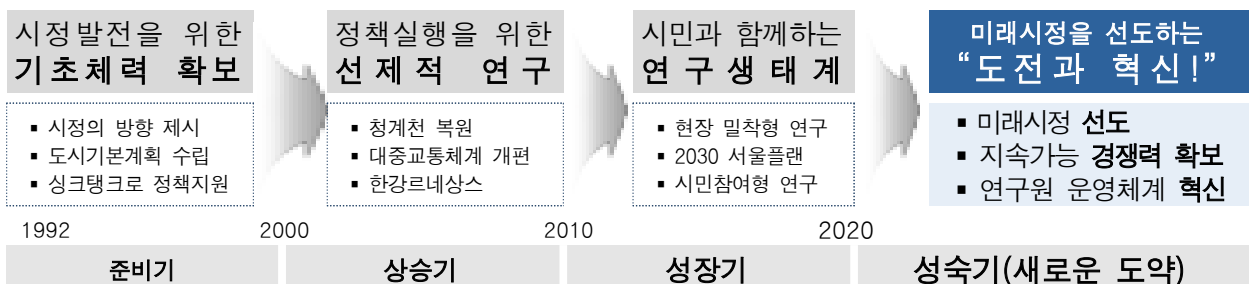 시정발전을 위한
기초체력 확보
▪ 시정의 방향 제시
▪ 도시기본계획 수립
▪ 싱크탱크로 정책지원
정책실행을 위한
선제적 연구
▪ 청계천 복원
▪ 대중교통체계 개편
▪ 한강르네상스
시민과 함께하는
연구생태계
▪ 현장 밀착형 연구
▪ 2030 서울플랜
▪ 시민참여형 연구
미래시정을 선도하는
“도전과 혁신!”
▪ 미래시정 선도
▪ 지속가능 경쟁력 확보
▪ 연구원 운영체계 혁신
1992
2000
2010
2020
준비기
상승기
성장기
성숙기(새로운 도약)